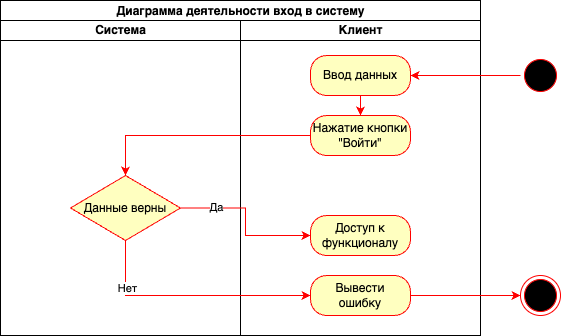 Диаграмма деятельности вход в систему
Система
Клиент
Ввод данных
Нажатие кнопки
"Войти"
Данные верны
Да
Доступ к
функционалу
Нет
Вывести
ошибку